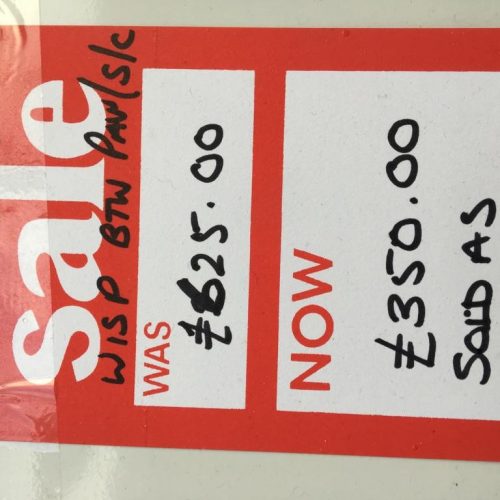 sale
WISP BTW PAN/S/C
WAS
£625.00
NOW
£350.00
SOLD AS